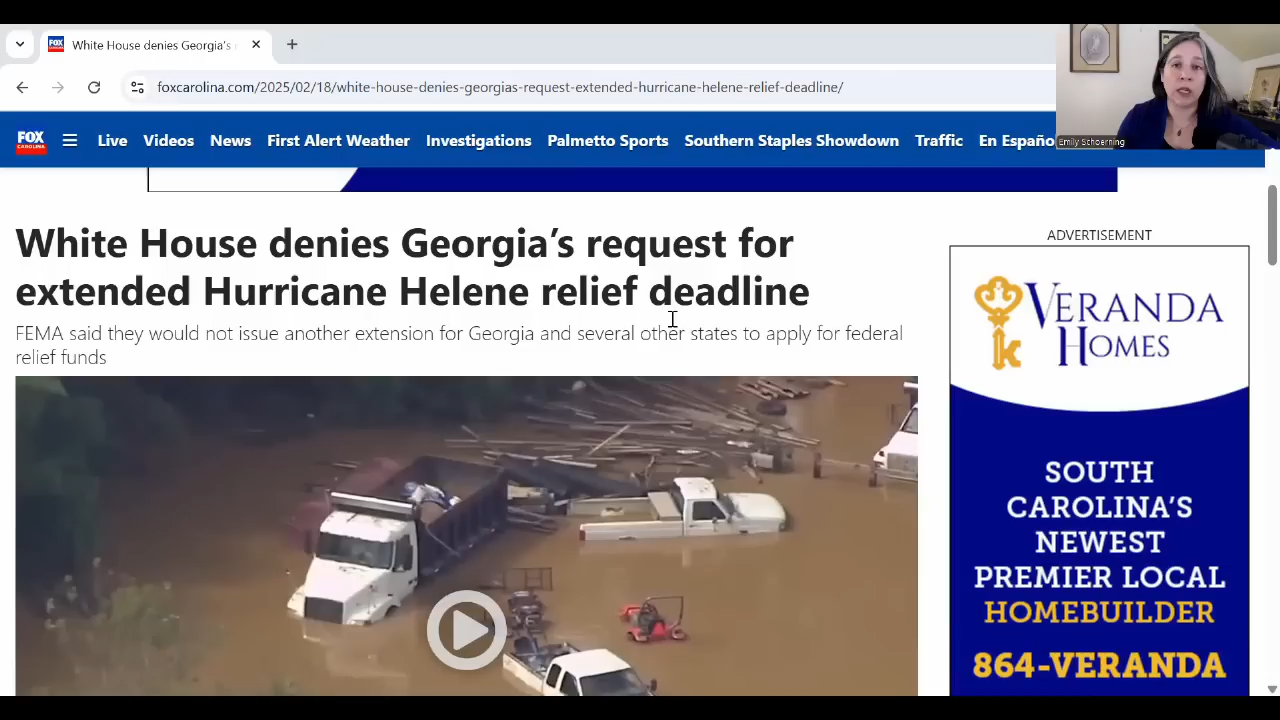 White House denies Georgia's r
foxcarolina.com/2025/02/18/white-house-denies-georgias-request-extended-hurricane-helene-relief-deadline/
Emily Schoerning
FOX
CAROLINA
Live
Videos
News
First Alert Weather
Investigations
Palmetto Sports
Southern Staples Showdown
Traffic
En Españo
White House denies Georgia’s request for
extended Hurricane Helene relief deadline
FEMA said they would not issue another extension for Georgia and several other states to apply for federal
relief funds
ADVERTISEMENT
VERANDA
HOMES
SOUTH
CAROLINA’S
NEWEST
PREMIER LOCAL
HOMEBUILDER
864-VERANDA